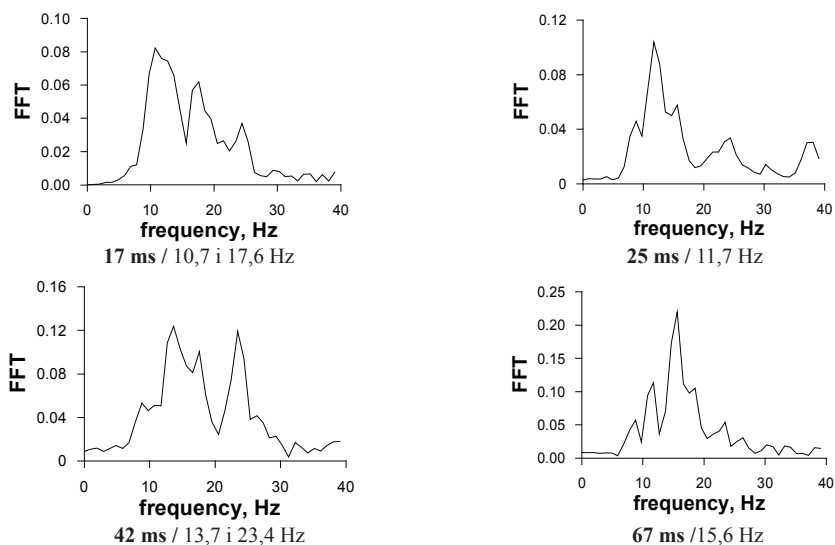 0.10
0.08
0.06
0.04
0.02
0.00
FFT
0 10 20 30 40
frequency, Hz
17 ms / 10,7 i 17,6 Hz
0.12
0.08
0.04
0
FFT
0 10 20 30 40
frequency, Hz
25 ms / 11,7 Hz
0.16
0.12
0.08
0.04
0
FFT
0 10 20 30 40
frequency, Hz
42 ms / 13,7 i 23,4 Hz
0.25
0.20
0.15
0.10
0.05
0.00
FFT
0 10 20 30 40
frequency, Hz
67 ms /15,6 Hz